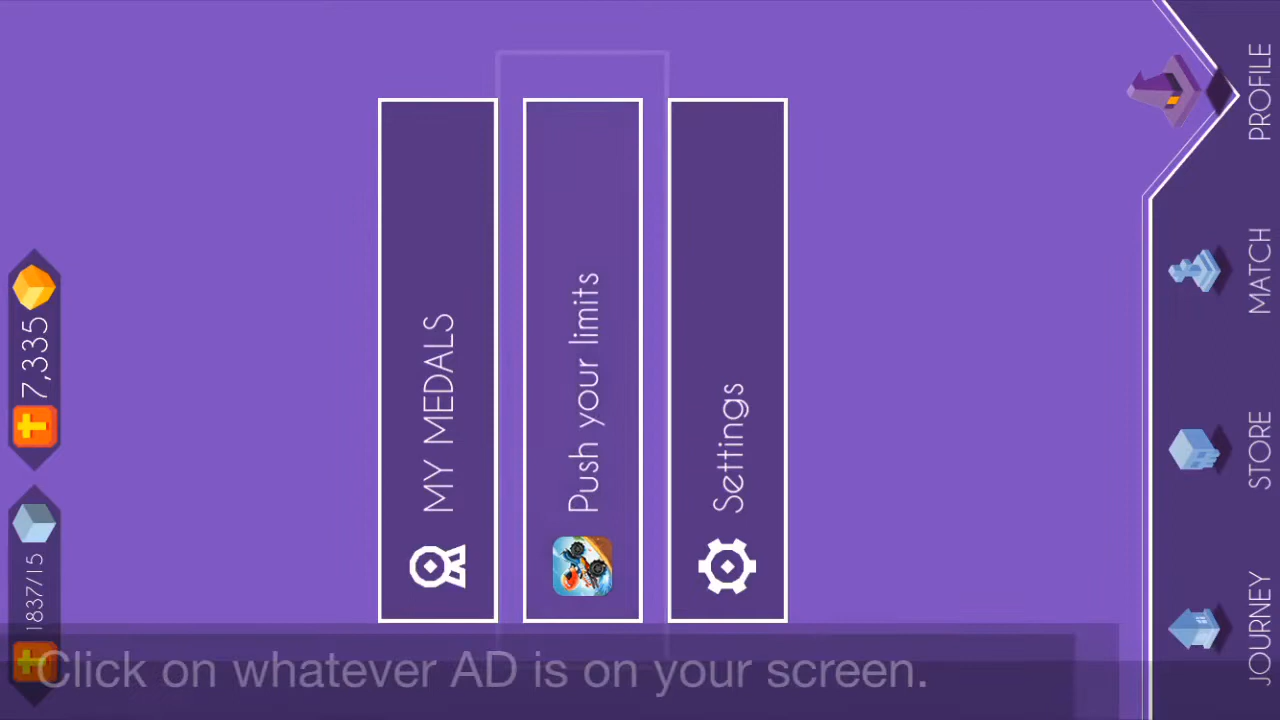 1837/15
7,335
MY MEDALS
Push your limits
Settings
JOURNEY
STORE
MATCH
PROFILE
Click on whatever AD is on your screen.